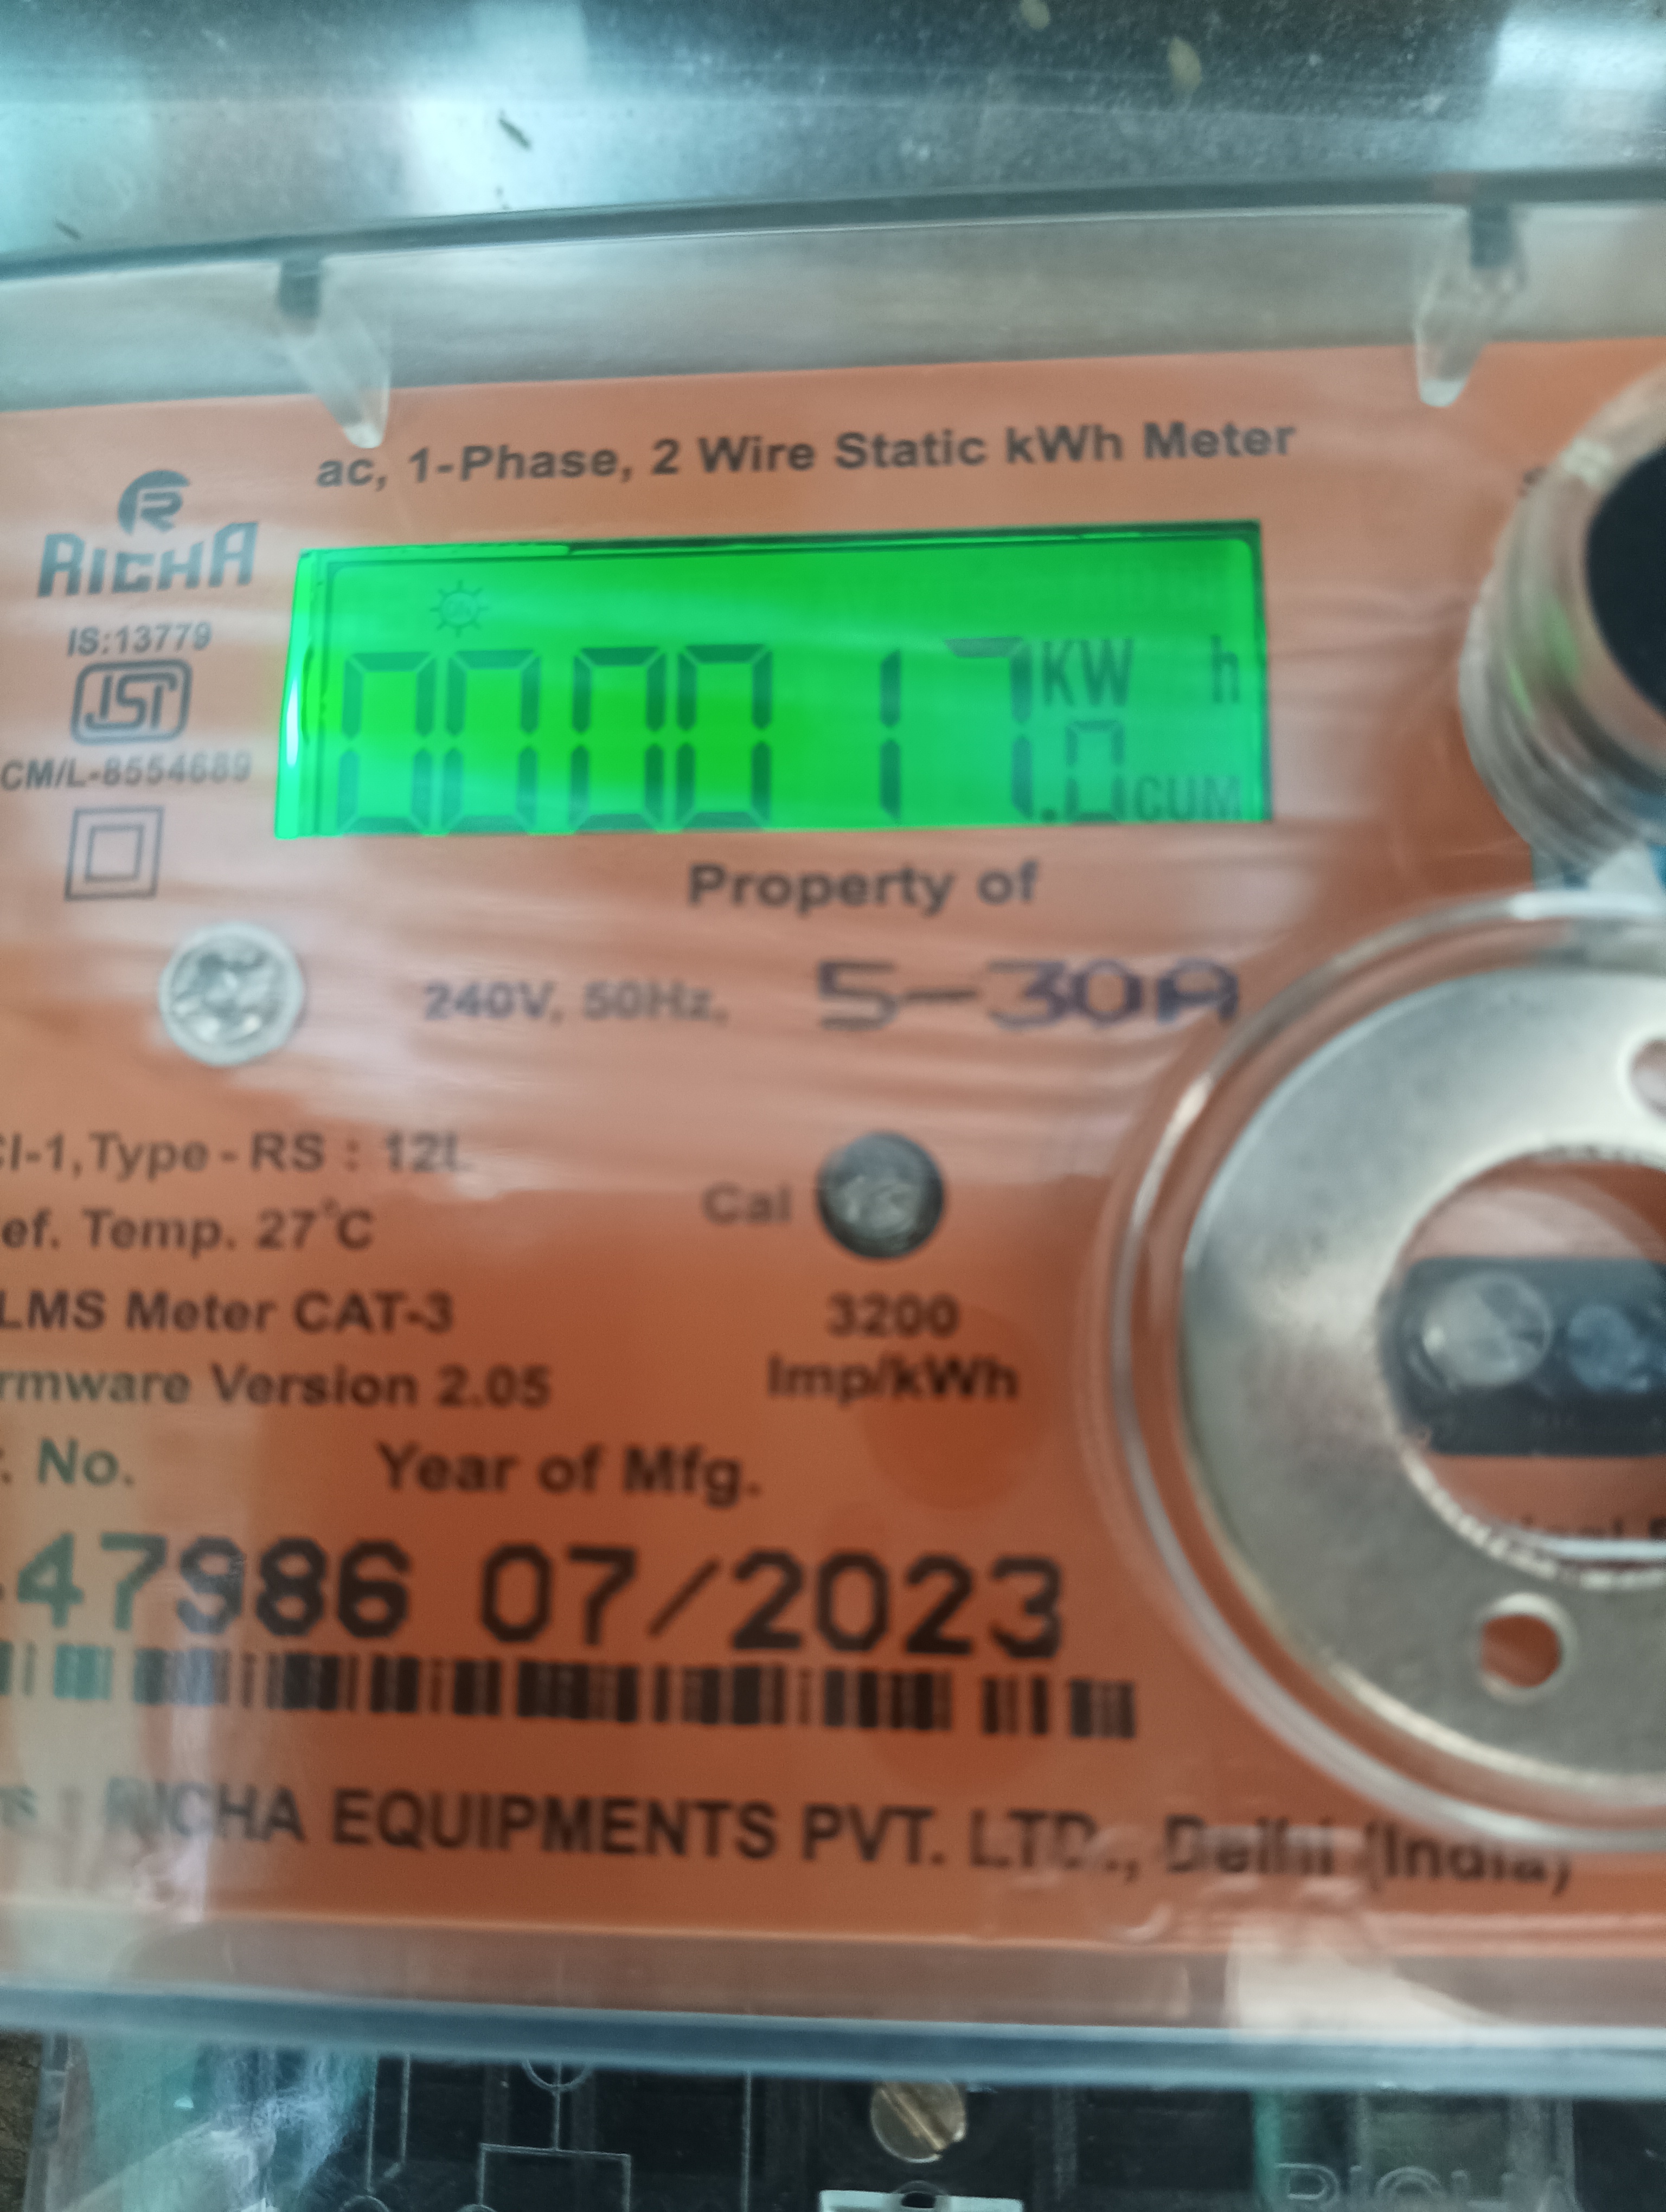 ac, 1-Phase, 2 Wire Static kWh Meter
RICHA
IS:13779
ISI
CM/L-8554689
000017.0 KW h
CUM
Property of
240V, 50Hz, 5-30A
Cl-1, Type - RS : 12L
ef. Temp. 27°C
Cal
LMS Meter CAT-3
3200
Imp/kWh
rmware Version 2.05
. No. Year of Mfg.
47986 07/2023
RICHA EQUIPMENTS PVT. LTD., Delhi (India)
RICHA